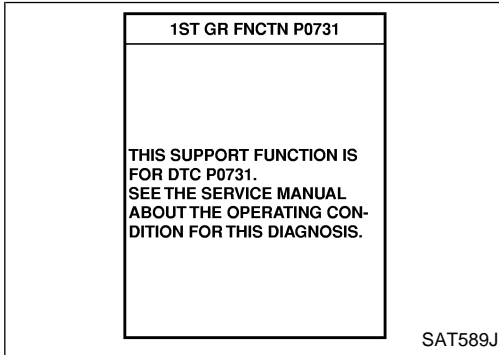 1ST GR FNCTN P0731
THIS SUPPORT FUNCTION IS
FOR DTC P0731.
SEE THE SERVICE MANUAL
ABOUT THE OPERATING CON-
DITION FOR THIS DIAGNOSIS.
SAT589J